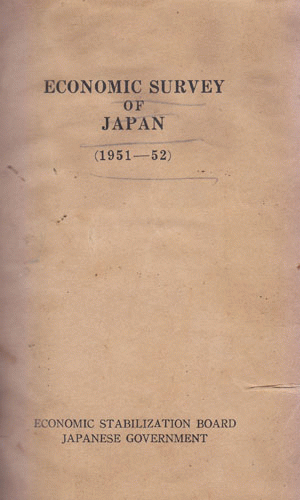 ECONOMIC SURVEY
OF
JAPAN
(1951—52)
ECONOMIC STABILIZATION BOARD
JAPANESE GOVERNMENT